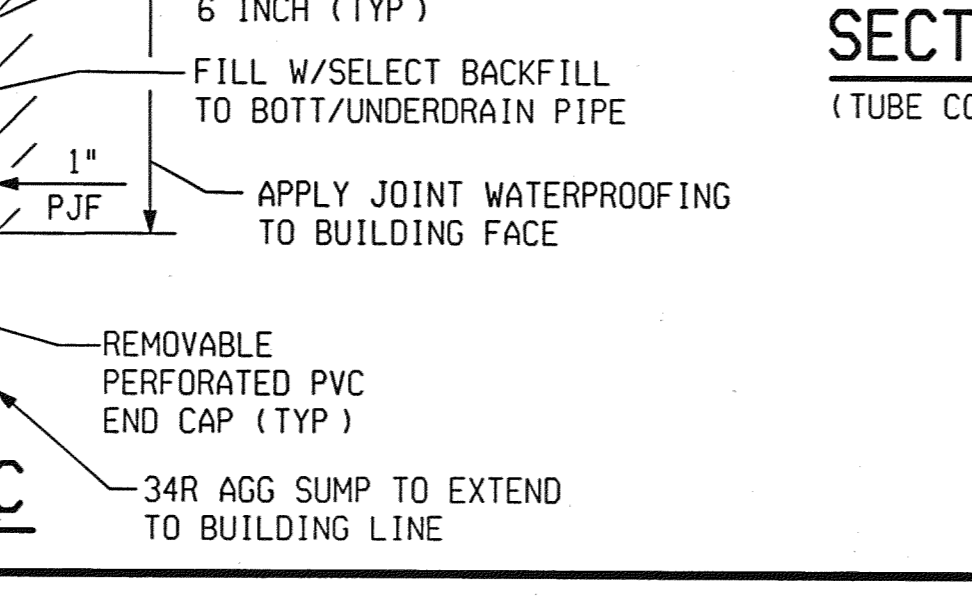 6 INCH (TYP)
FILL W/SELECT BACKFILL
TO BOTT/UNDERDRAIN PIPE
1"
PJF
APPLY JOINT WATERPROOFING
TO BUILDING FACE
REMOVABLE
PERFORATED PVC
END CAP (TYP)
34R AGG SUMP TO EXTEND
TO BUILDING LINE
C
SECT
(TUBE CO